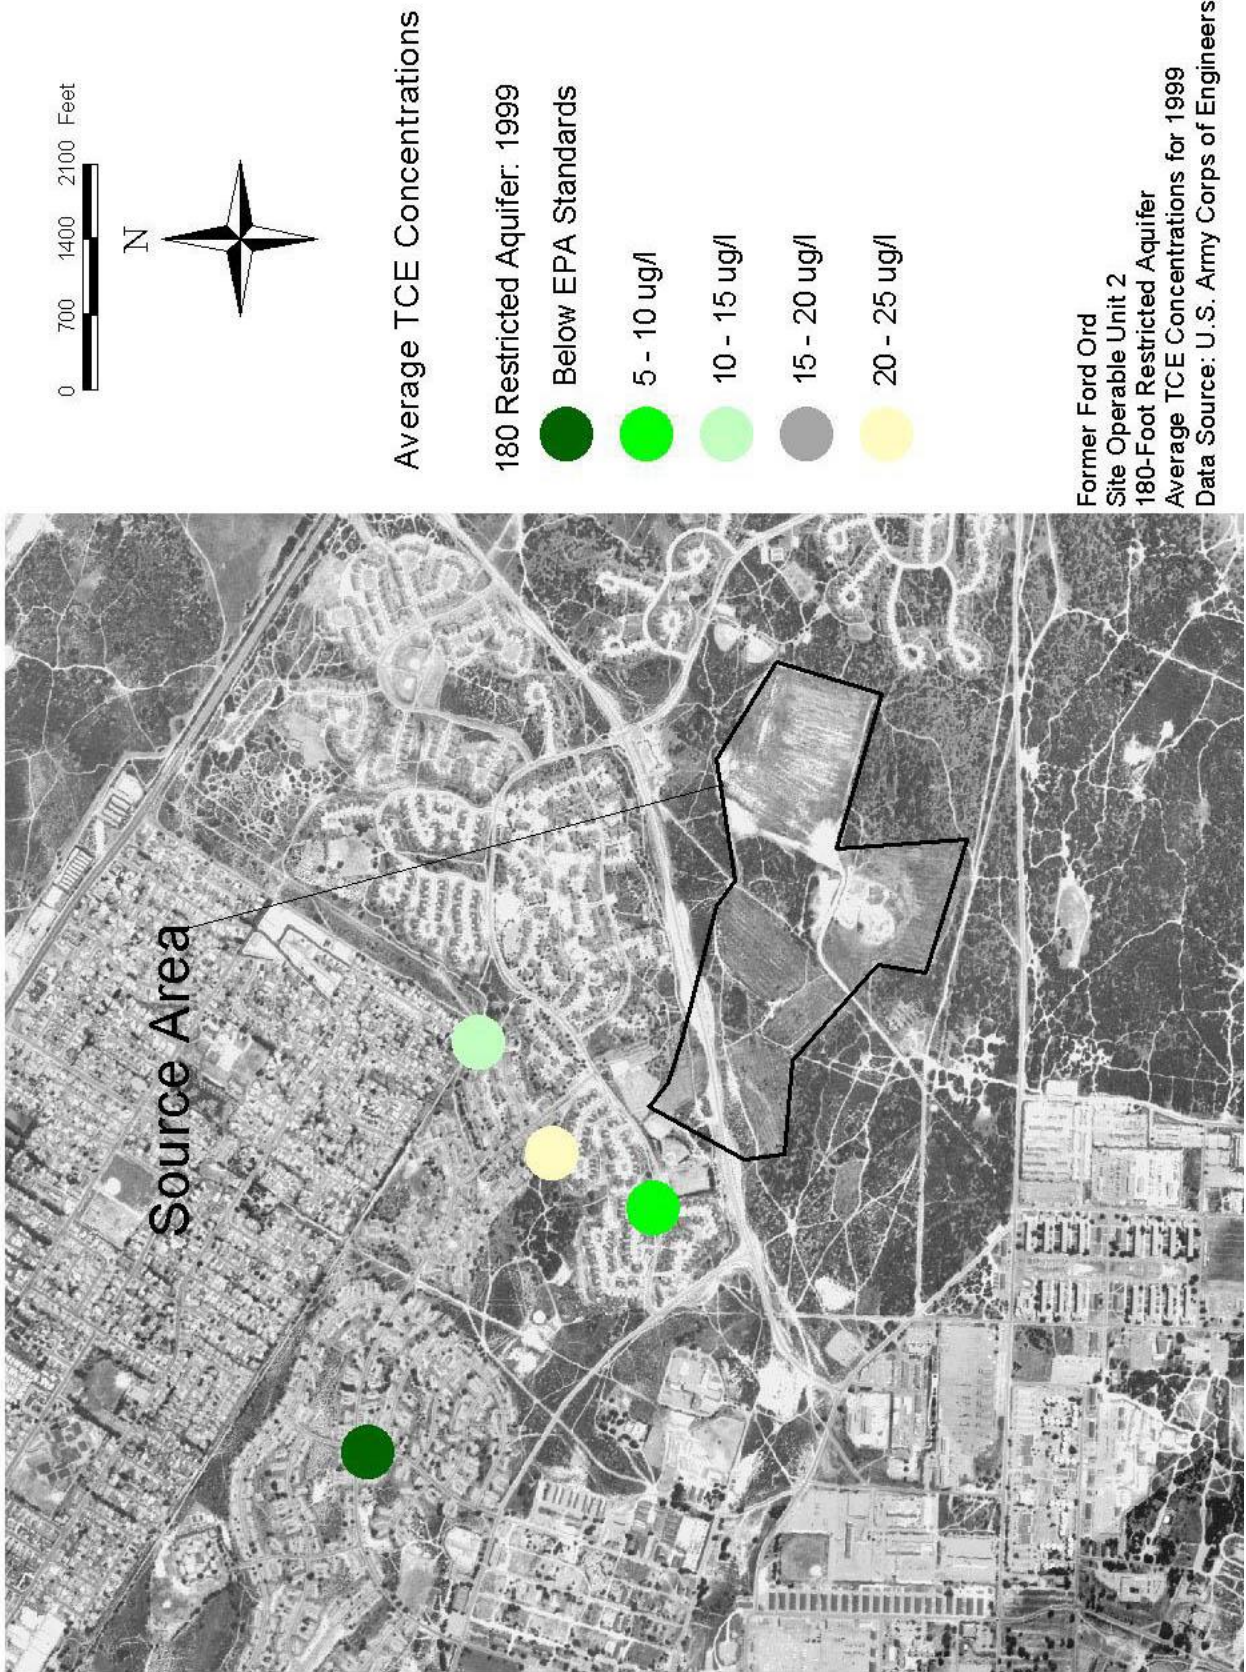 Source Area
0 700 1400 2100 Feet
N
Average TCE Concentrations
180 Restricted Aquifer: 1999
Below EPA Standards
5 - 10 ug/l
10 - 15 ug/l
15 - 20 ug/l
20 - 25 ug/l
Former Ford Ord
Site Operable Unit 2
180-Foot Restricted Aquifer
Average TCE Concentrations for 1999
Data Source: U.S. Army Corps of Engineers